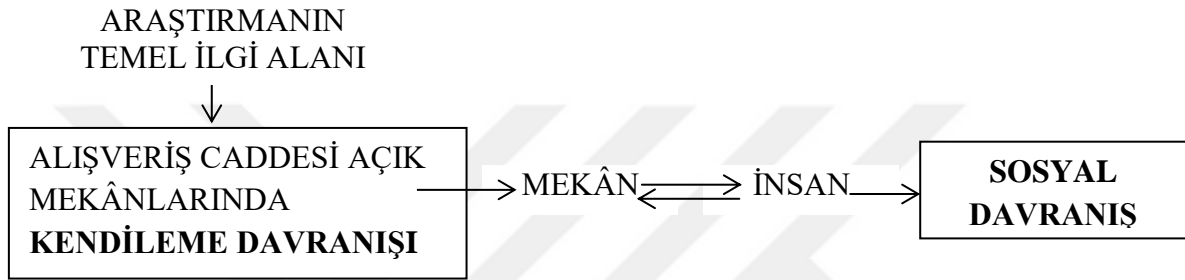 ARAŞTIRMANIN
TEMEL İLGİ ALANI
ALIŞVERİŞ CADDESİ AÇIK
MEKÂNLARINDA
KENDİLEME DAVRANIŞI
MEKÂN
İNSAN
SOSYAL
DAVRANIŞ